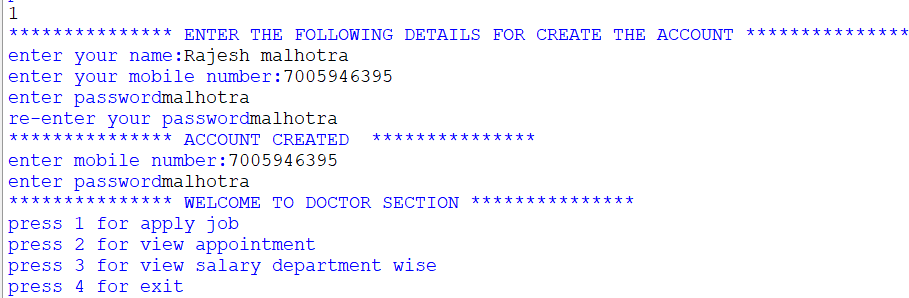 1
*************** ENTER THE FOLLOWING DETAILS FOR CREATE THE ACCOUNT ***************
enter your name:Rajesh malhotra
enter your mobile number:7005946395
enter passwordmalhotra
re-enter your passwordmalhotra
*************** ACCOUNT CREATED  ***************
enter mobile number:7005946395
enter passwordmalhotra
*************** WELCOME TO DOCTOR SECTION ***************
press 1 for apply job
press 2 for view appointment
press 3 for view salary department wise
press 4 for exit